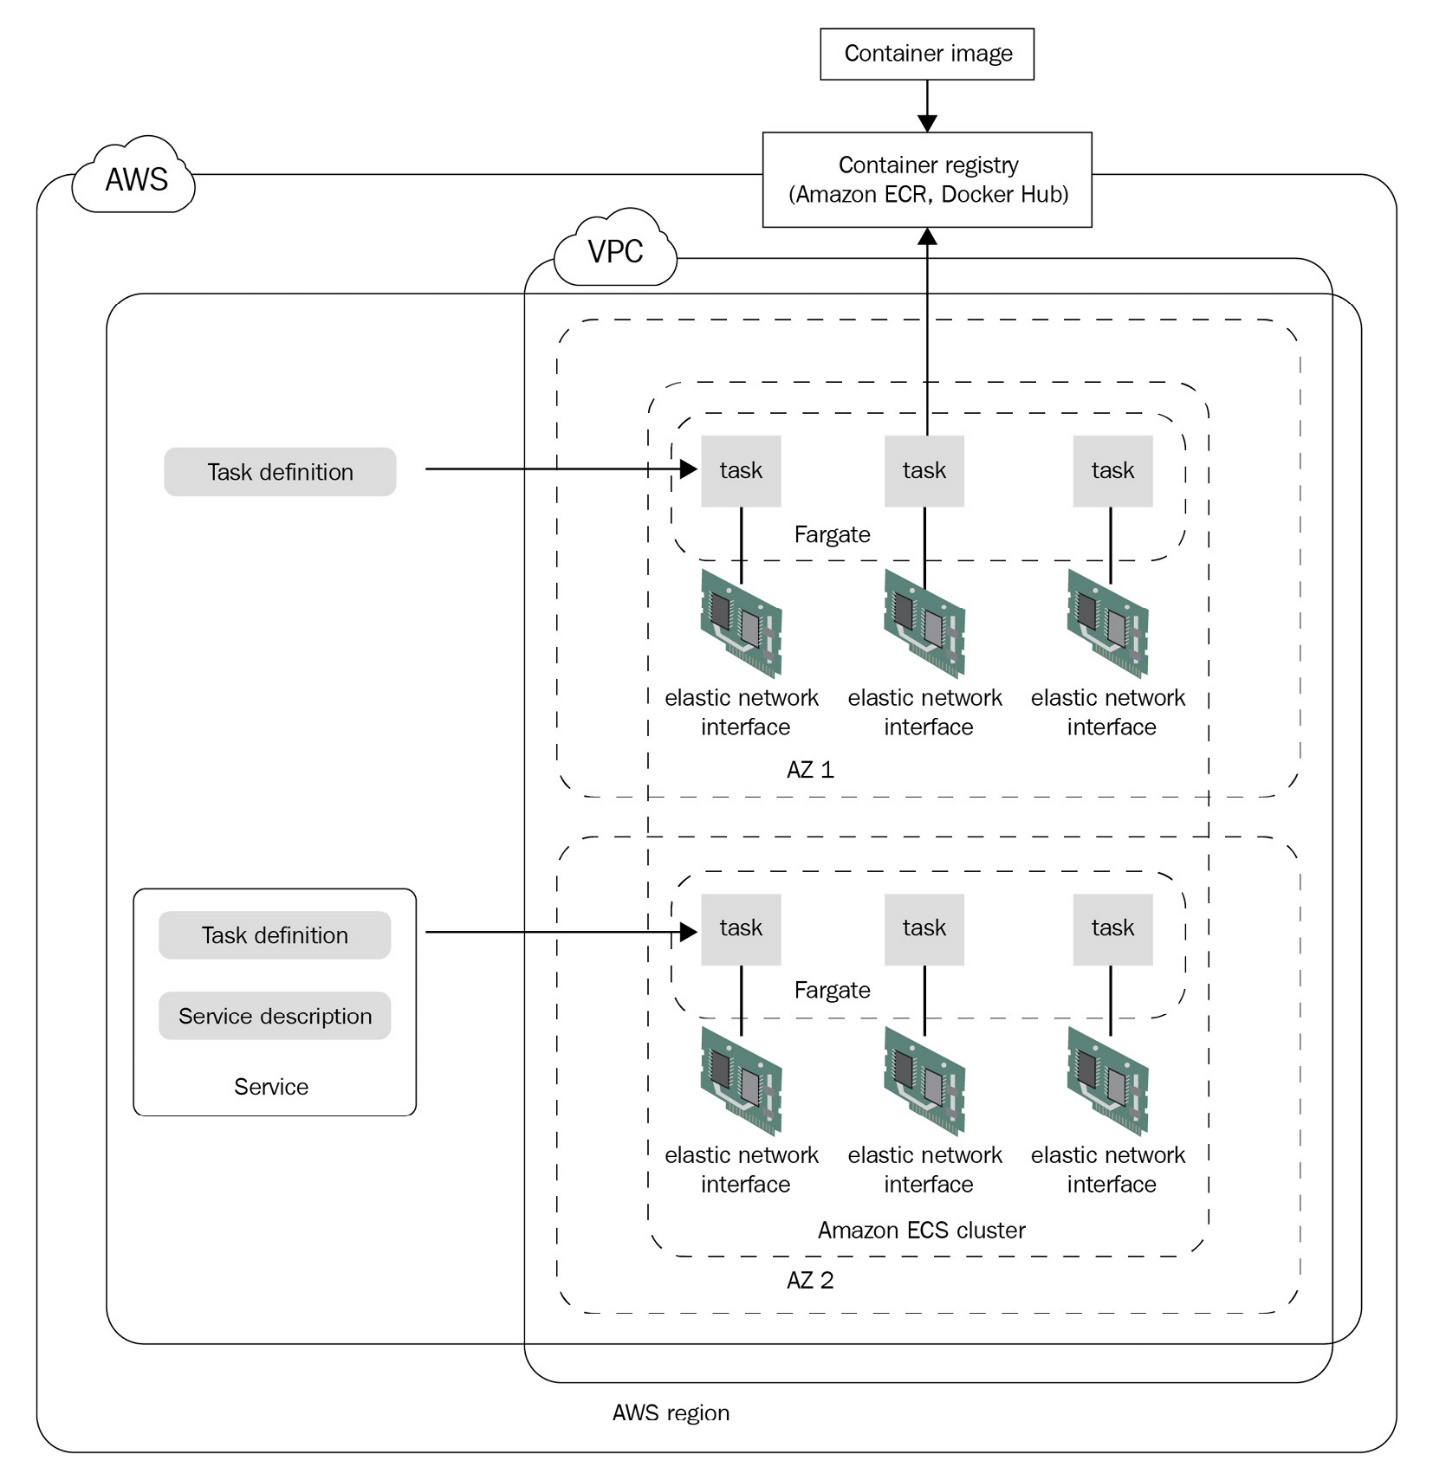 Container image
Container registry
(Amazon ECR, Docker Hub)
AWS
VPC
Task definition
task
task
task
Fargate
elastic network
interface
elastic network
interface
elastic network
interface
AZ 1
Task definition
Service description
Service
task
task
task
Fargate
elastic network
interface
elastic network
interface
elastic network
interface
Amazon ECS cluster
AZ 2
AWS region